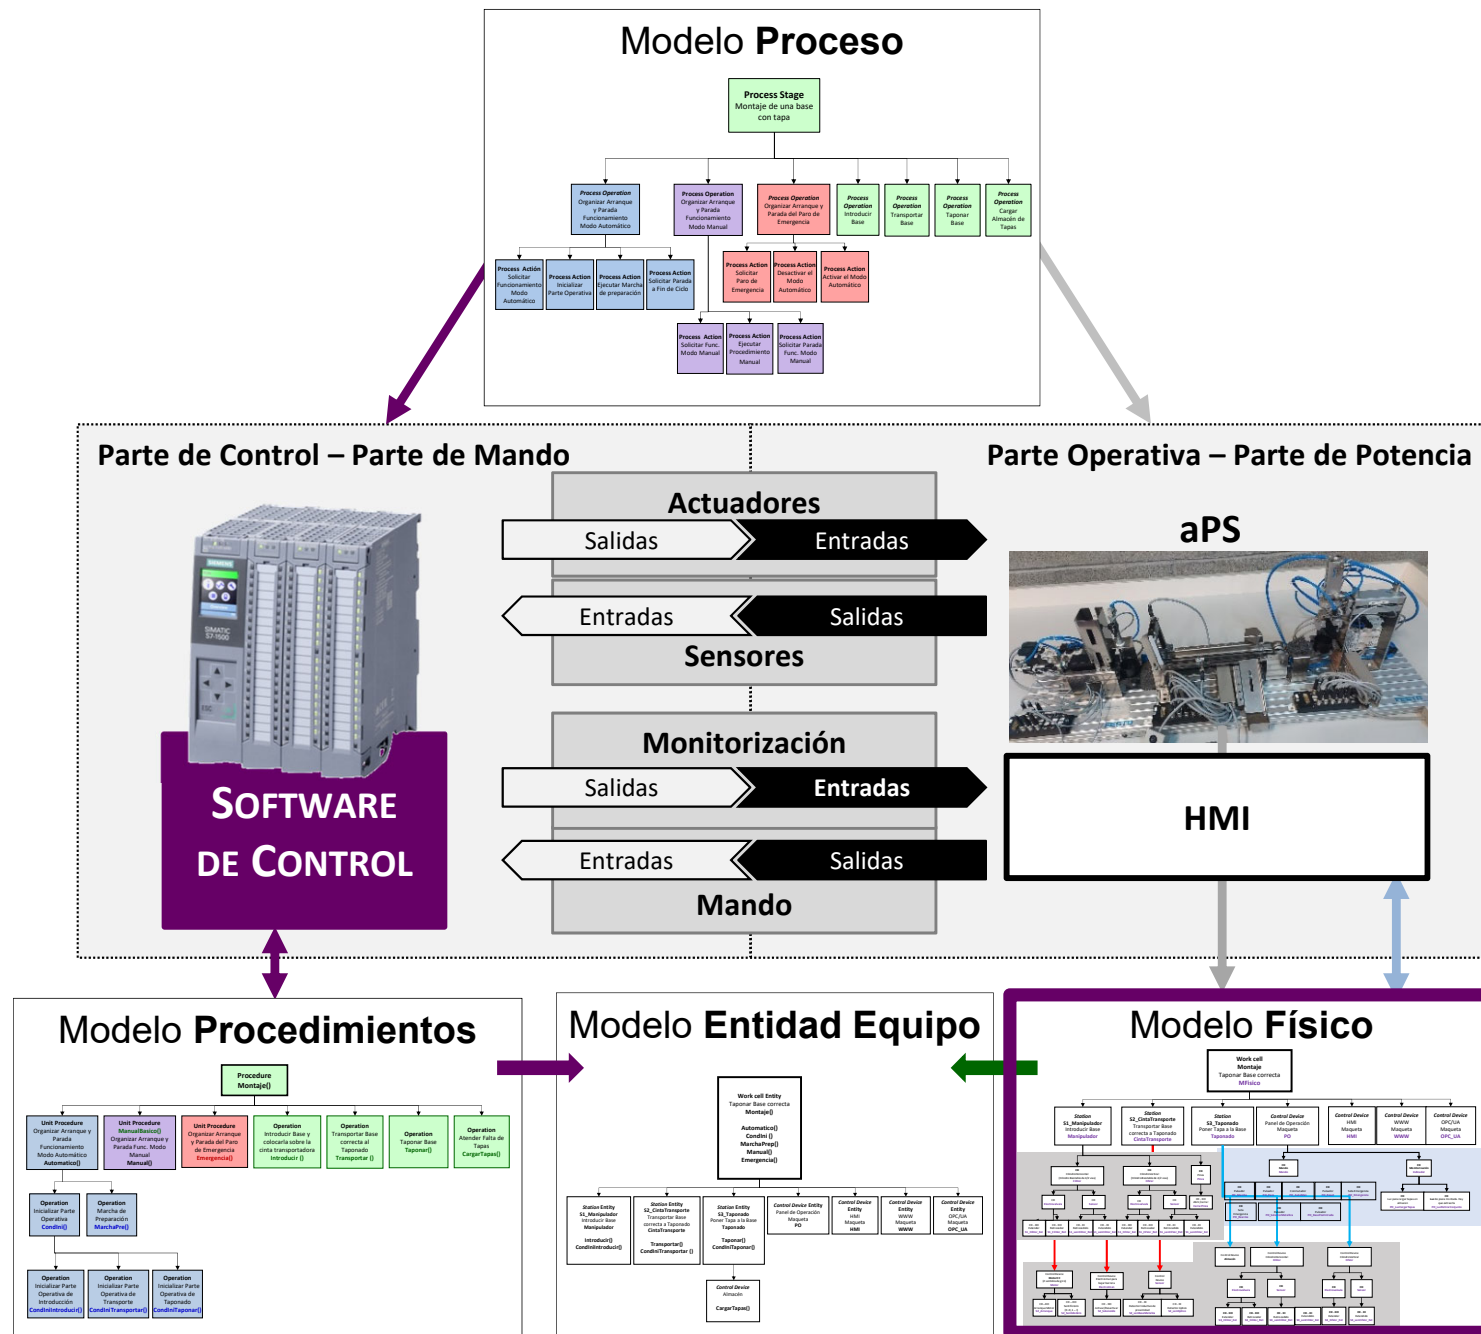 Modelo Proceso
Process Stage
Montaje de una base
con tapa
Process Operation
Organizar Arranque
y Parada
Funcionamiento
Modo Automático
Process Operation
Organizar Arranque
y Parada
Funcionamiento
Modo Manual
Process Operation
Organizar Arranque y
Parada del Paro de
Emergencia
Process
Operation
Introducir
Base
Process
Operation
Transportar
Base
Process
Operation
Taponar
Base
Process
Operation
Cargar
Almacén de
Tapas
Process Actión
Solicitar
Funcionamiento
Modo
Automático
Process Action
Inicializar
Parte Operativa
Process Action
Ejecutar Marcha
de preparación
Process Action
Solicitar Parada
a Fin de Ciclo
Process Action
Solicitar
Paro de
Emergencia
Process Action
Desactivar el
Modo
Automático
Process Action
Activar el Modo
Automático
Process Action
Solicitar Func.
Modo Manual
Process Action
Ejecutar
Procedimiento
Manual
Process Action
Solicitar Parada
Func. Modo
Manual
Parte de Control – Parte de Mando
Parte Operativa – Parte de Potencia
Actuadores
Salidas
Entradas
Entradas
Salidas
Sensores
Monitorización
Salidas
Entradas
Entradas
Salidas
Mando
aPS
HMI
SIEMENS
SIMATIC
S7-1500
SOFTWARE
DE CONTROL
Modelo Procedimientos
Procedure
Montaje()
Unit Procedure
Organizar Arranque y
Parada
Funcionamiento
Modo Automático
Automatico()
Unit Procedure
ManualBasico()
Organizar Arranque y
Parada Func. Modo
Manual
Manual()
Unit Procedure
Organizar Arranque
y Parada del Paro
de Emergencia
Emergencia()
Operation
Introducir Base y
colocarla sobre la
cinta transportadora
Introducir ()
Operation
Transportar Base
correcta al
Taponado
Transportar ()
Operation
Taponar Base
Taponar()
Operation
Atender Falta de
Tapas
CargarTapas()
Operation
Inicializar Parte
Operativa
CondIni()
Operation
Marcha de
Preparación
MarchaPre()
Operation
Inicializar Parte
Operativa de
Introducción
CondIniIntroducir()
Operation
Inicializar Parte
Operativa de
Transporte
CondIniTransportar()
Operation
Inicializar Parte
Operativa de
Taponado
CondIniTaponar()
Modelo Entidad Equipo
Work cell Entity
Taponar Base correcta
Montaje()
Automatico()
CondIni ()
MarchaPrep()
Manual()
Emergencia()
Station Entity
S1_Manipulador
Introducir Base
Manipulador
Introducir()
CondIniIntroducir()
Station Entity
S2_CintaTransporte
Transportar Base
correcta a Taponado
CintaTransporte
Transportar()
CondIniTransportar ()
Station Entity
S3_Taponado
Poner Tapa a la Base
Taponado
Taponar()
CondIniTaponar()
Control Device Entity
Panel de Operación
Maqueta
PO
Control Device
Entity
HMI
Maqueta
HMI
Control Device
Entity
WWW
Maqueta
WWW
Control Device
Entity
OPC/UA
Maqueta
OPC_UA
Control Device
Almacén
CargarTapas()
Modelo Físico
Work cell
Montaje
Taponar Base correcta
MFisico
Station
S1_Manipulador
Introducir Base
Manipulador
Station
S2_CintaTransporte
Transportar Base
correcta a Taponado
CintaTransporte
Station
S3_Taponado
Poner Tapa a la Base
Taponado
Control Device
Panel de Operación
Maqueta
PO
Control Device
HMI
Maqueta
HMI
Control Device
WWW
Maqueta
WWW
Control Device
OPC/UA
Maqueta
OPC_UA